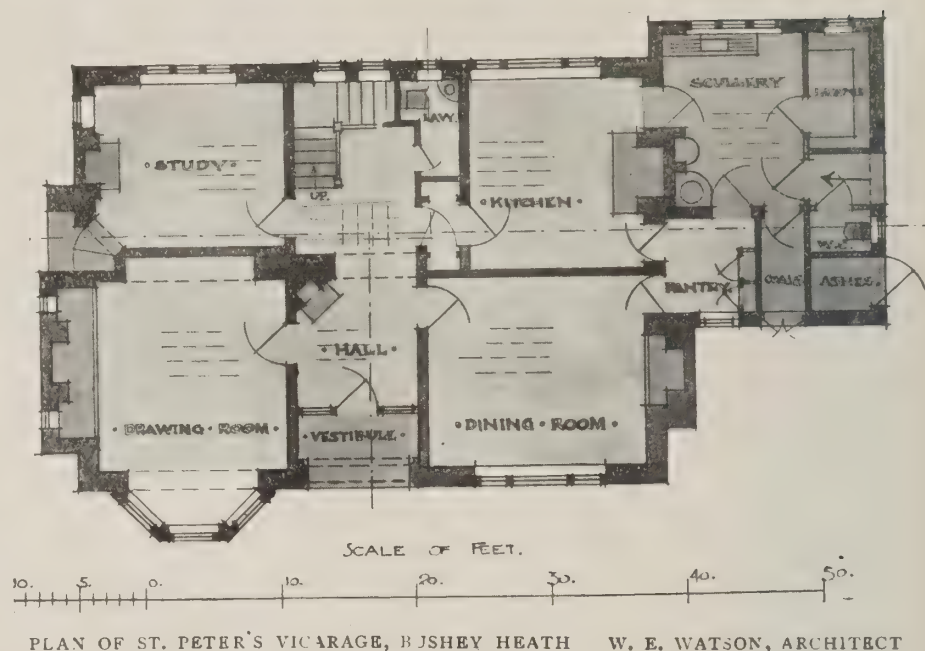 SCULLERY
LAVY.
STUDY
UP.
KITCHEN
W.C.
PANTRY
COALS
ASHES.
HALL
DRAWING · ROOM
VESTIBULE
DINING · ROOM
SCALE OF FEET.
10. 5. 0. 10. 20. 30. 40. 50.
PLAN OF ST. PETER'S VICARAGE, BUSHEY HEATH W. E. WATSON, ARCHITECT